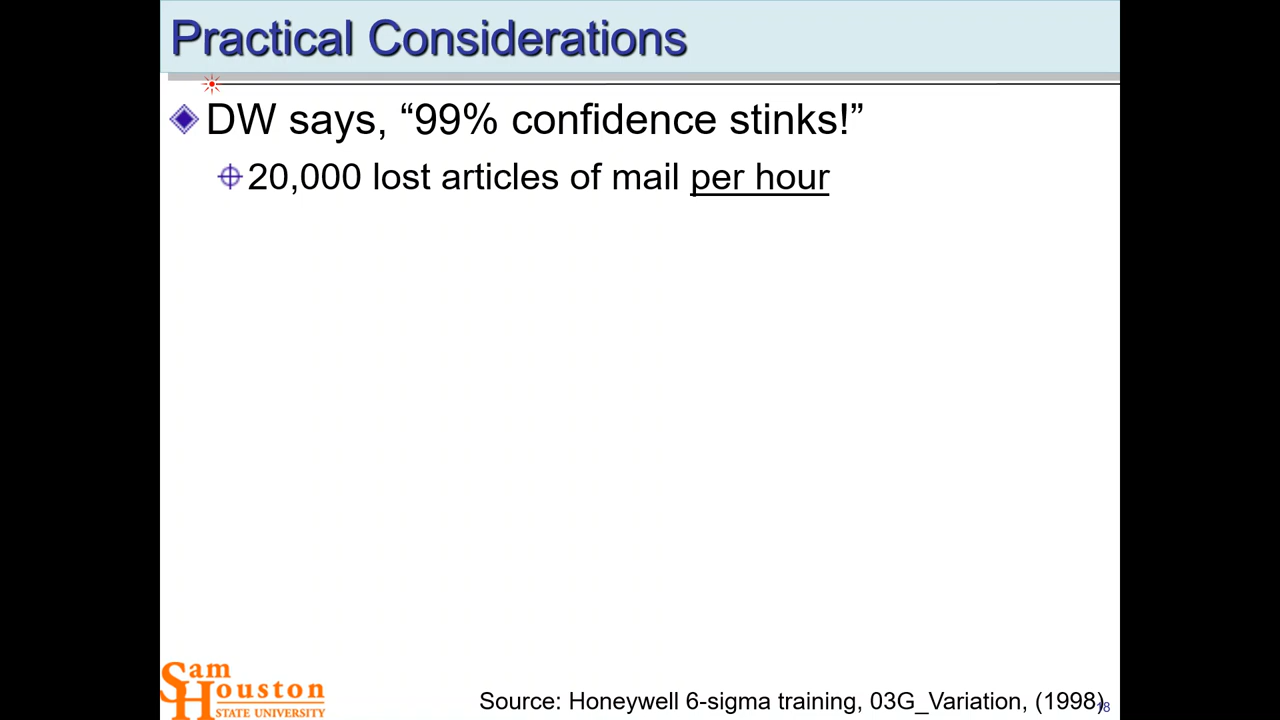 Practical Considerations
DW says, “99% confidence stinks!”
20,000 lost articles of mail per hour
Sam
Houston
STATE UNIVERSITY
Source: Honeywell 6-sigma training, 03G_Variation, (1998)
18